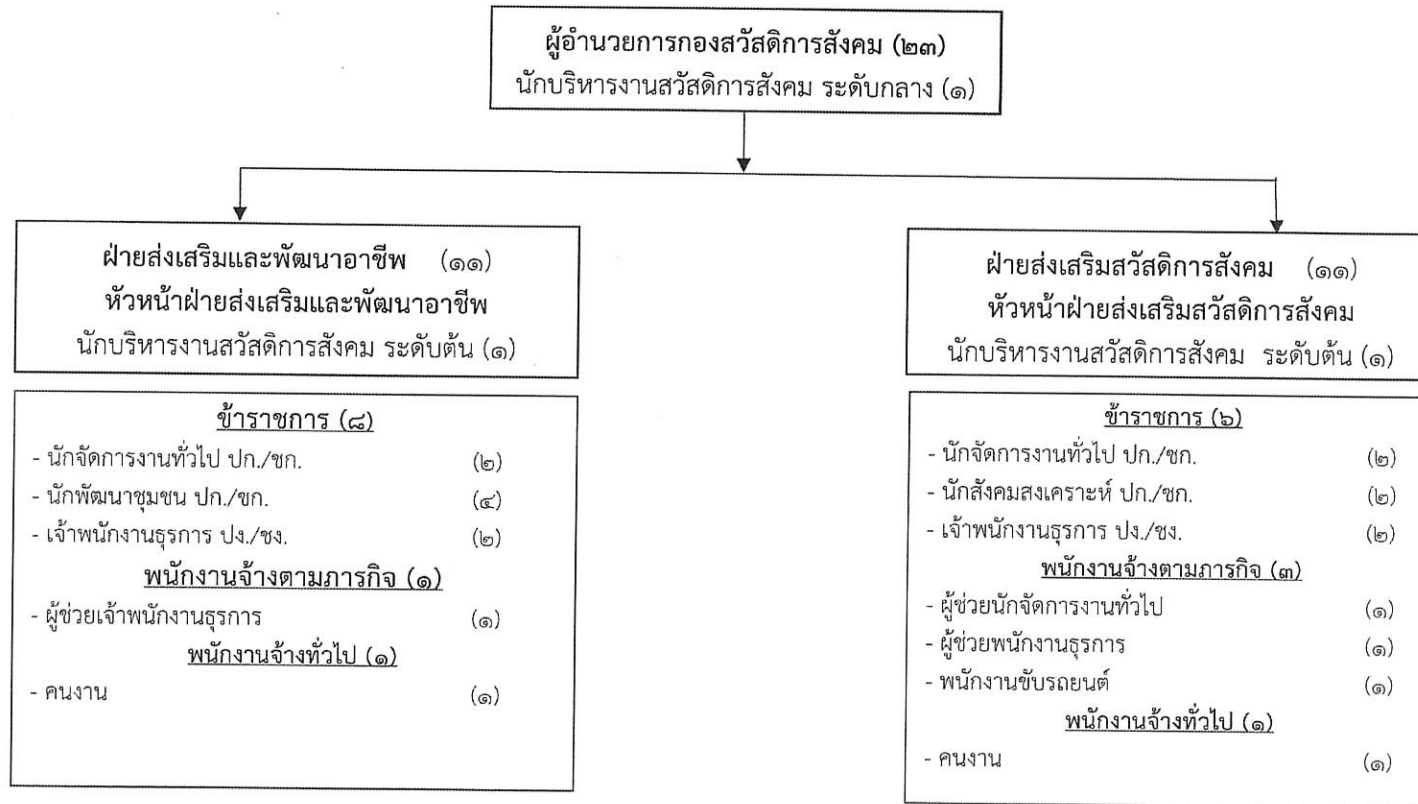 ผู้อำนวยการกองสวัสดิการสังคม (๒๓)
นักบริหารงานสวัสดิการสังคม ระดับกลาง (๑)
ฝ่ายส่งเสริมและพัฒนาอาชีพ (๑๑)
หัวหน้าฝ่ายส่งเสริมและพัฒนาอาชีพ
นักบริหารงานสวัสดิการสังคม ระดับต้น (๑)
ข้าราชการ (๘)
- นักจัดการงานทั่วไป ปก./ชก. (๒)
- นักพัฒนาชุมชน ปก./ชก. (๔)
- เจ้าพนักงานธุรการ ปง./ชง. (๒)
พนักงานจ้างตามภารกิจ (๑)
- ผู้ช่วยเจ้าพนักงานธุรการ (๑)
พนักงานจ้างทั่วไป (๑)
- คนงาน (๑)
ฝ่ายส่งเสริมสวัสดิการสังคม (๑๑)
หัวหน้าฝ่ายส่งเสริมสวัสดิการสังคม
นักบริหารงานสวัสดิการสังคม ระดับต้น (๑)
ข้าราชการ (๖)
- นักจัดการงานทั่วไป ปก./ชก. (๒)
- นักสังคมสงเคราะห์ ปก./ชก. (๒)
- เจ้าพนักงานธุรการ ปง./ชง. (๒)
พนักงานจ้างตามภารกิจ (๓)
- ผู้ช่วยนักจัดการงานทั่วไป (๑)
- ผู้ช่วยพนักงานธุรการ (๑)
- พนักงานขับรถยนต์ (๑)
พนักงานจ้างทั่วไป (๑)
- คนงาน (๑)